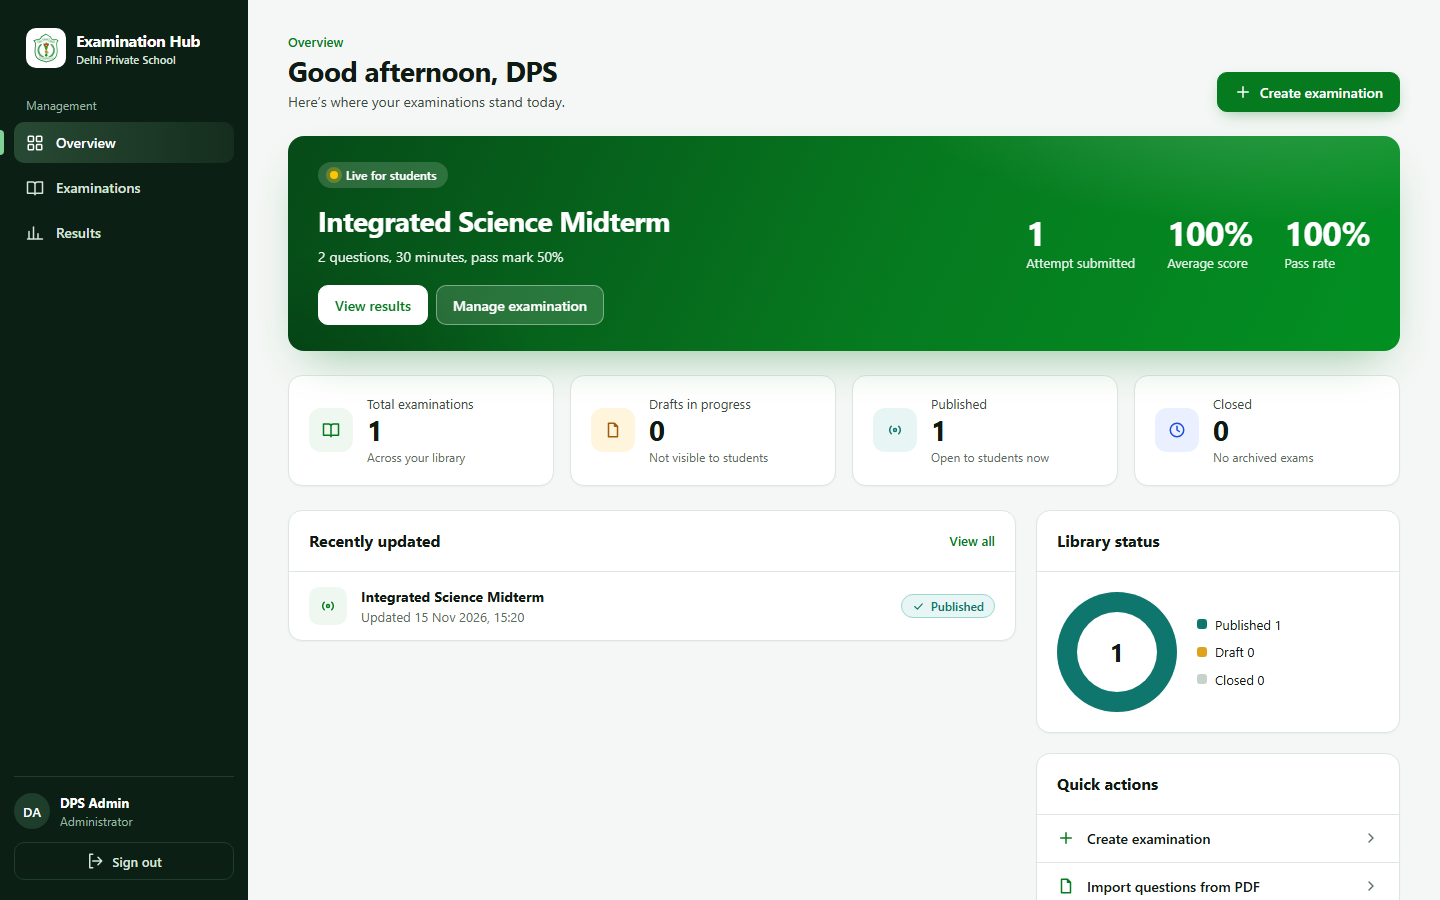 Examination Hub
Delhi Private School
Management
Overview
Examinations
Results
DA
DPS Admin
Administrator
Sign out
Overview
Good afternoon, DPS
Here’s where your examinations stand today.
Create examination
Live for students
Integrated Science Midterm
2 questions, 30 minutes, pass mark 50%
View results
Manage examination
1
Attempt submitted
100%
Average score
100%
Pass rate
Total examinations
1
Across your library
Drafts in progress
0
Not visible to students
Published
1
Open to students now
Closed
0
No archived exams
Recently updated
View all
Integrated Science Midterm
Updated 15 Nov 2026, 15:20
Published
Library status
1
Published 1
Draft 0
Closed 0
Quick actions
Create examination
Import questions from PDF